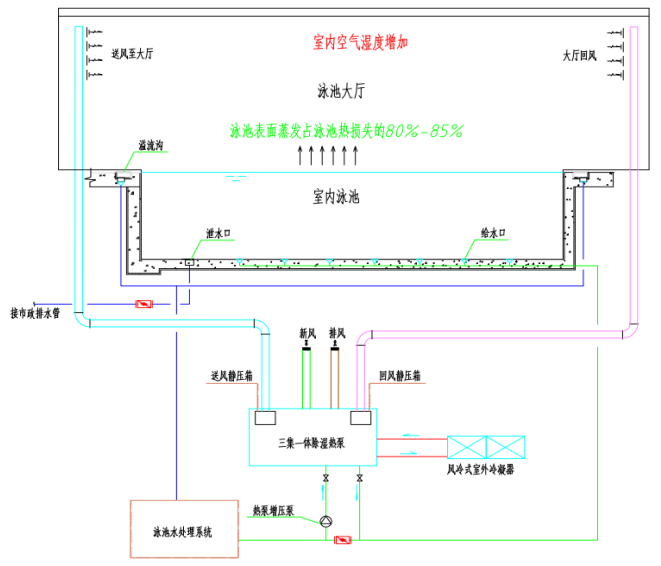 室内空气湿度增加
送风至大厅
大厅回风
泳池大厅
泳池表面蒸发占泳池热损失的80%-85%
溢流沟
室内泳池
泄水口
给水口
接市政排水管
新风
排风
送风静压箱
回风静压箱
三集一体除湿热泵
风冷式室外冷凝器
热泵增压泵
泳池水处理系统